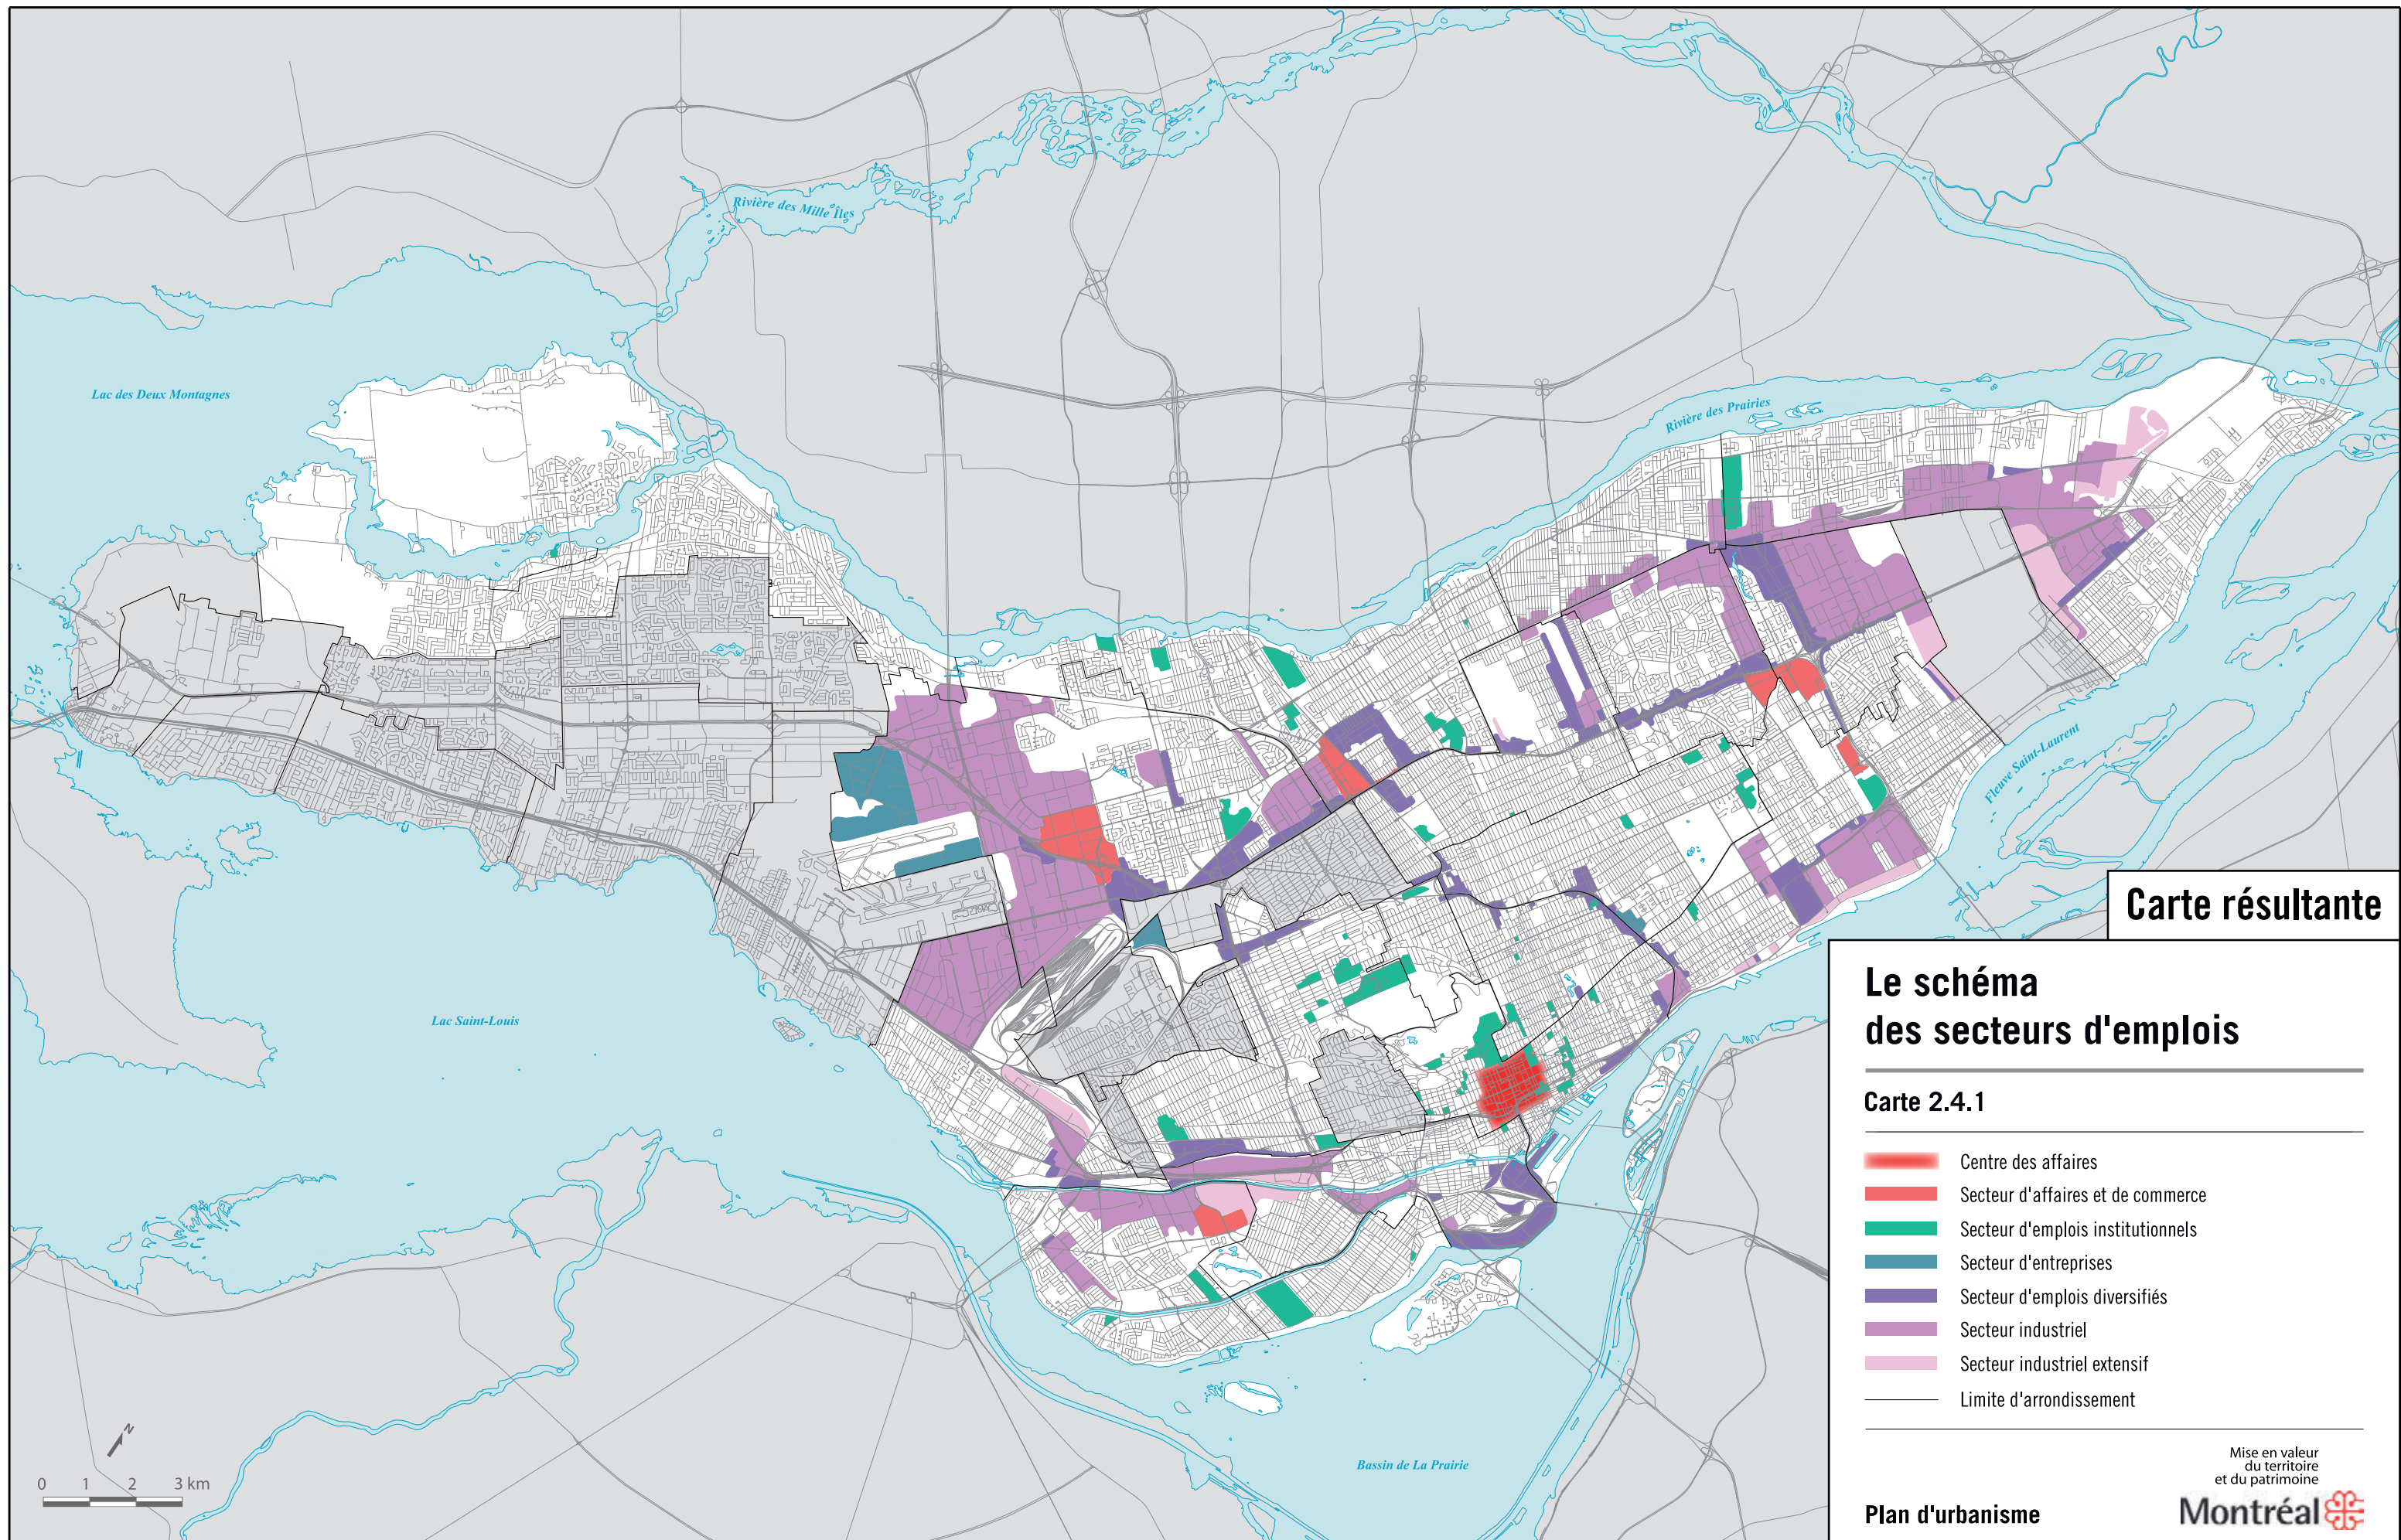 Rivière des Mille Îles
Lac des Deux Montagnes
Rivière des Prairies
Fleuve Saint-Laurent
Lac Saint-Louis
Bassin de La Prairie
N
0 1 2 3 km
Carte résultante
Le schéma
des secteurs d'emplois
Carte 2.4.1
Centre des affaires
Secteur d'affaires et de commerce
Secteur d'emplois institutionnels
Secteur d'entreprises
Secteur d'emplois diversifiés
Secteur industriel
Secteur industriel extensif
Limite d'arrondissement
Mise en valeur
du territoire
et du patrimoine
Plan d'urbanisme
Montréal